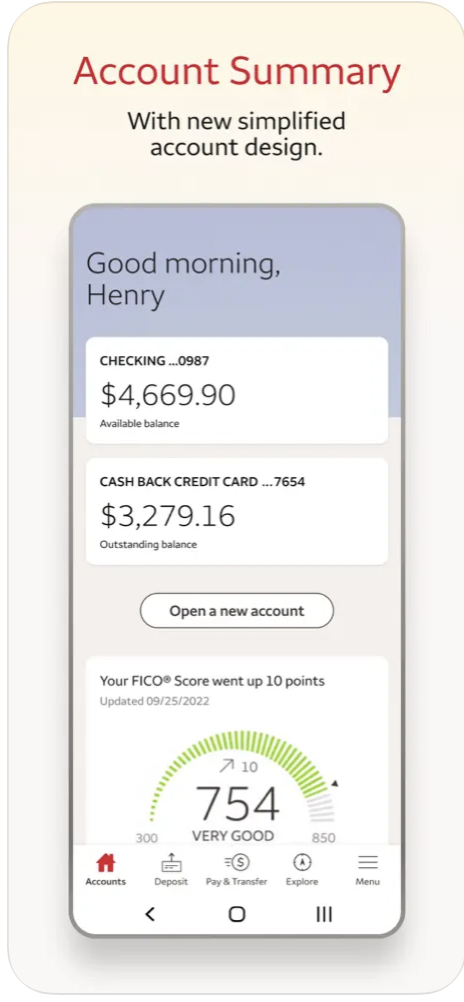 Account Summary
With new simplified
account design.
Good morning,
Henry
CHECKING ...0987
$4,669.90
Available balance
CASH BACK CREDIT CARD ...7654
$3,279.16
Outstanding balance
Open a new account
Your FICO® Score went up 10 points
Updated 09/25/2022
10
754
300 VERY GOOD 850
Accounts Deposit Pay & Transfer Explore Menu